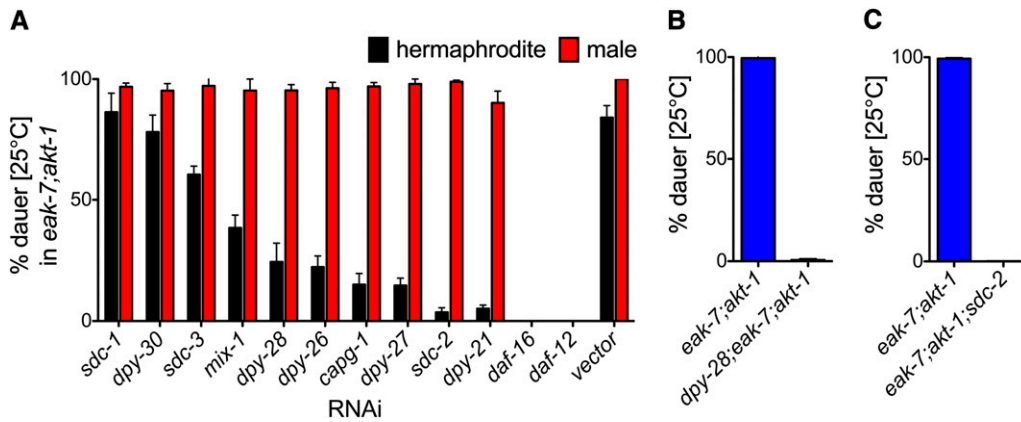 A
hermaphrodite male
% dauer [25°C]
in eak-7;akt-1
100
50
0
sdc-1 dpy-30 sdc-3 mix-1 dpy-28 dpy-26 capg-1 dpy-27 sdc-2 dpy-21 daf-16 daf-12 vector
RNAi
B
% dauer [25°C]
100
50
0
eak-7;akt-1
dpy-28;eak-7;akt-1
C
% dauer [25°C]
100
50
0
eak-7;akt-1
eak-7;akt-1;sdc-2